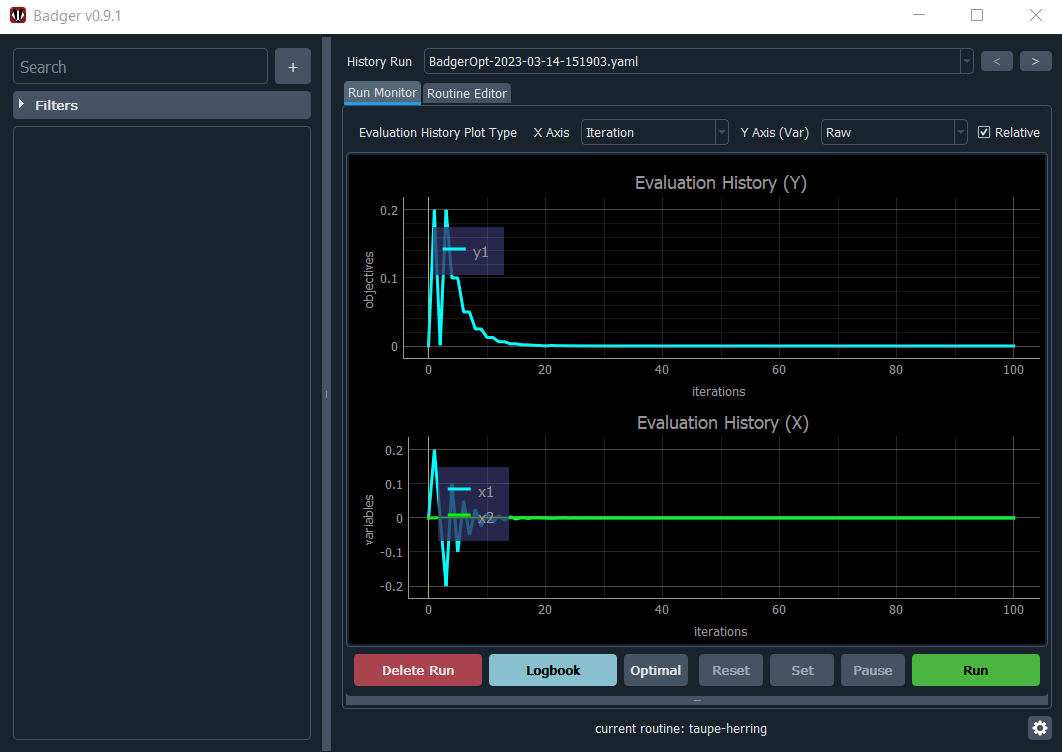 Badger v0.9.1
Search
+
Filters
History Run BadgerOpt-2023-03-14-151903.yaml < >
Run Monitor Routine Editor
Evaluation History Plot Type X Axis Iteration Y Axis (Var) Raw Relative
Evaluation History (Y)
0.2
0.1
0
objectives
y1
0 20 40 60 80 100
iterations
Evaluation History (X)
0.2
0.1
0
-0.1
-0.2
variables
x1
x2
0 20 40 60 80 100
iterations
Delete Run Logbook Optimal Reset Set Pause Run
current routine: taupe-herring